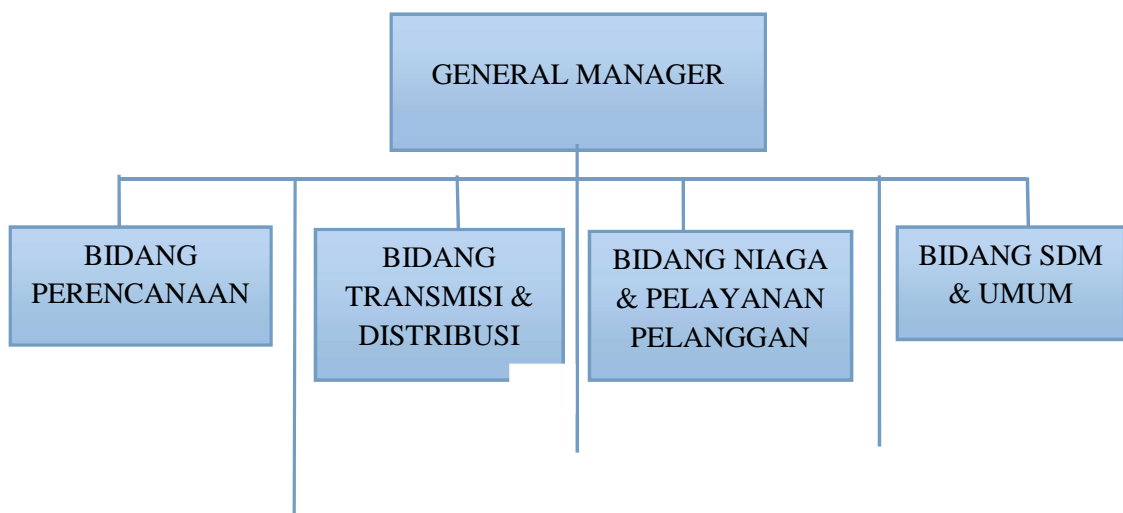 GENERAL MANAGER
BIDANG
PERENCANAAN
BIDANG
TRANSMISI &
DISTRIBUSI
BIDANG NIAGA
& PELAYANAN
PELANGGAN
BIDANG SDM
& UMUM